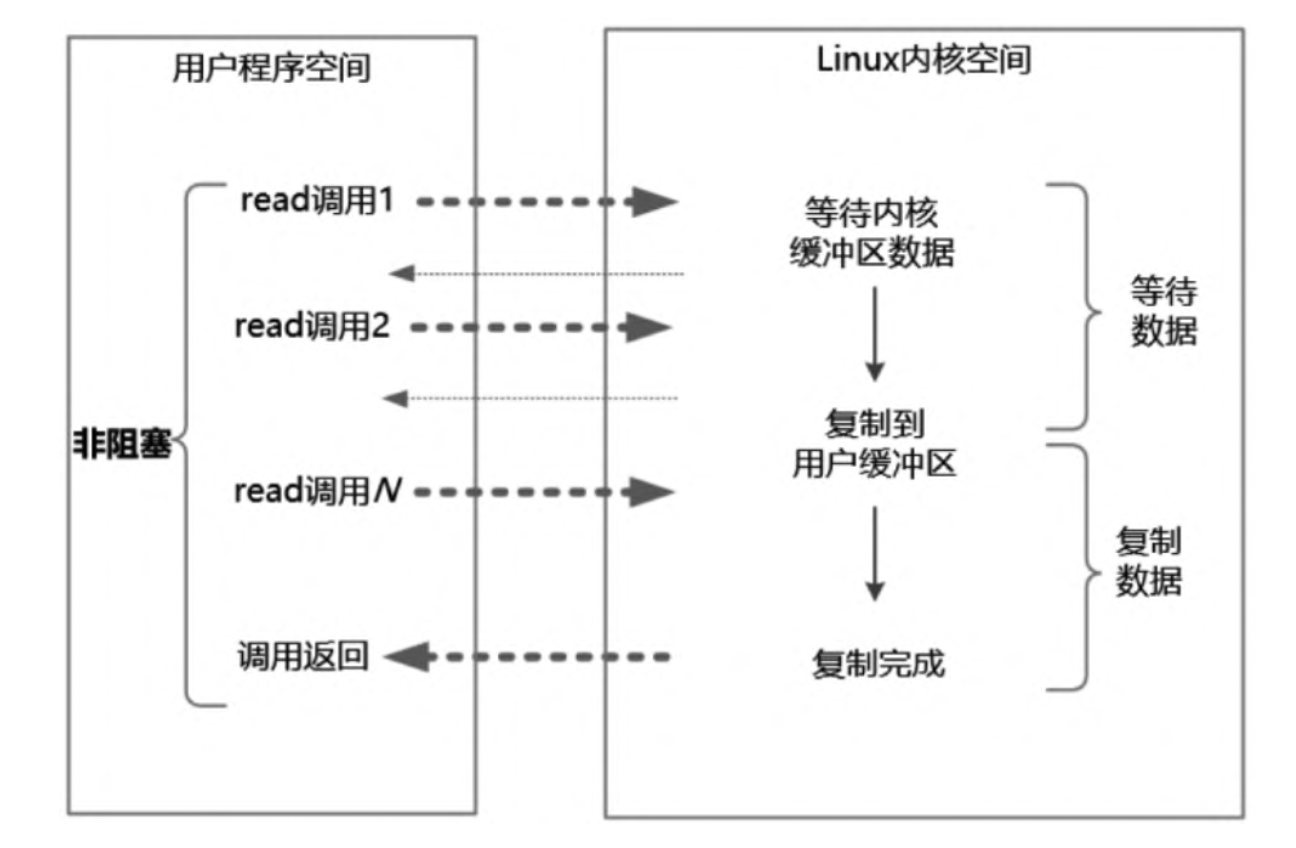 用户程序空间
Linux内核空间
read调用1
等待内核
缓冲区数据
等待
数据
read调用2
复制到
用户缓冲区
非阻塞
read调用N
复制
数据
调用返回
复制完成